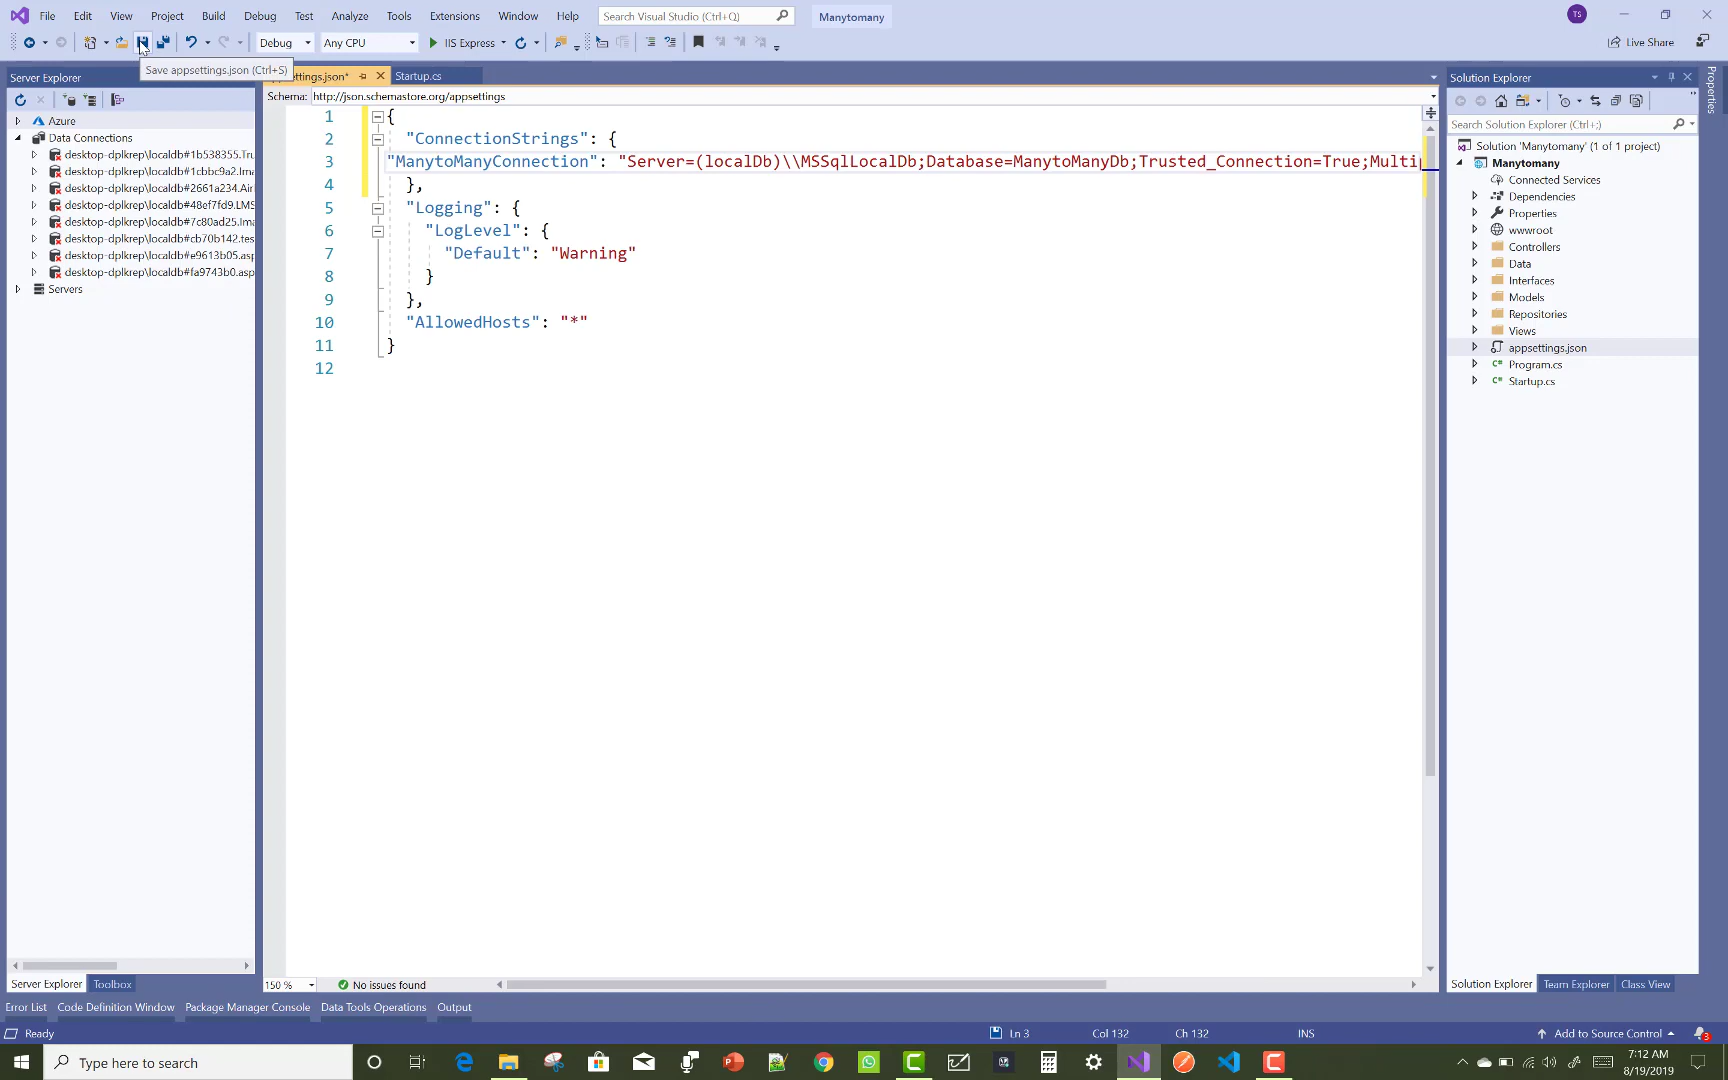 File Edit View Project Build Debug Test Analyze Tools Extensions Window Help Search Visual Studio (Ctrl+Q) Manytomany TS
Debug Any CPU IIS Express Live Share
Save appsettings.json (Ctrl+S)
Server Explorer
ettings.json* Startup.cs
Schema: http://json.schemastore.org/appsettings
Azure
Data Connections
desktop-dplkrep\localdb#1b538355.Tru
desktop-dplkrep\localdb#1cbbc9a2.Ima
desktop-dplkrep\localdb#2661a234.Airl
desktop-dplkrep\localdb#48ef7fd9.LMS
desktop-dplkrep\localdb#7c80ad25.Ima
desktop-dplkrep\localdb#cb70b142.tes
desktop-dplkrep\localdb#e9613b05.asp
desktop-dplkrep\localdb#fa9743b0.asp
Servers
1 {
2 "ConnectionStrings": {
3 "ManytoManyConnection": "Server=(localDb)\\MSSqlLocalDb;Database=ManytoManyDb;Trusted_Connection=True;Multip
4 },
5 "Logging": {
6 "LogLevel": {
7 "Default": "Warning"
8 }
9 },
10 "AllowedHosts": "*"
11 }
12
Solution Explorer
Search Solution Explorer (Ctrl+;)
Solution 'Manytomany' (1 of 1 project)
Manytomany
Connected Services
Dependencies
Properties
wwwroot
Controllers
Data
Interfaces
Models
Repositories
Views
appsettings.json
C# Program.cs
C# Startup.cs
Properties
150 % No issues found
Server Explorer Toolbox
Solution Explorer Team Explorer Class View
Error List Code Definition Window Package Manager Console Data Tools Operations Output
Ready Ln 3 Col 132 Ch 132 INS Add to Source Control 3
Type here to search
7:12 AM
8/19/2019